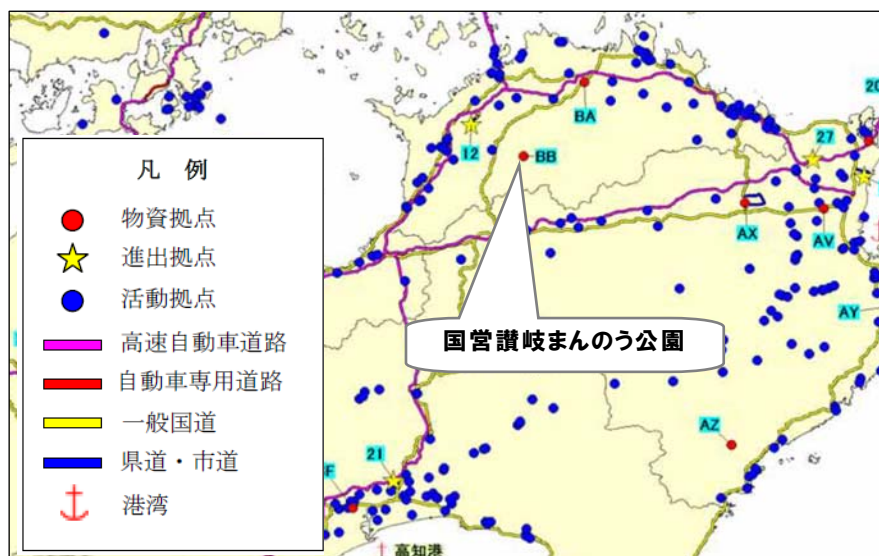 20
27
BA
12
BB
AX
AV
AY
国営讃岐まんのう公園
AZ
21
F
高知港
凡 例
物資拠点
進出拠点
活動拠点
高速自動車道路
自動車専用道路
一般国道
県道・市道
港湾